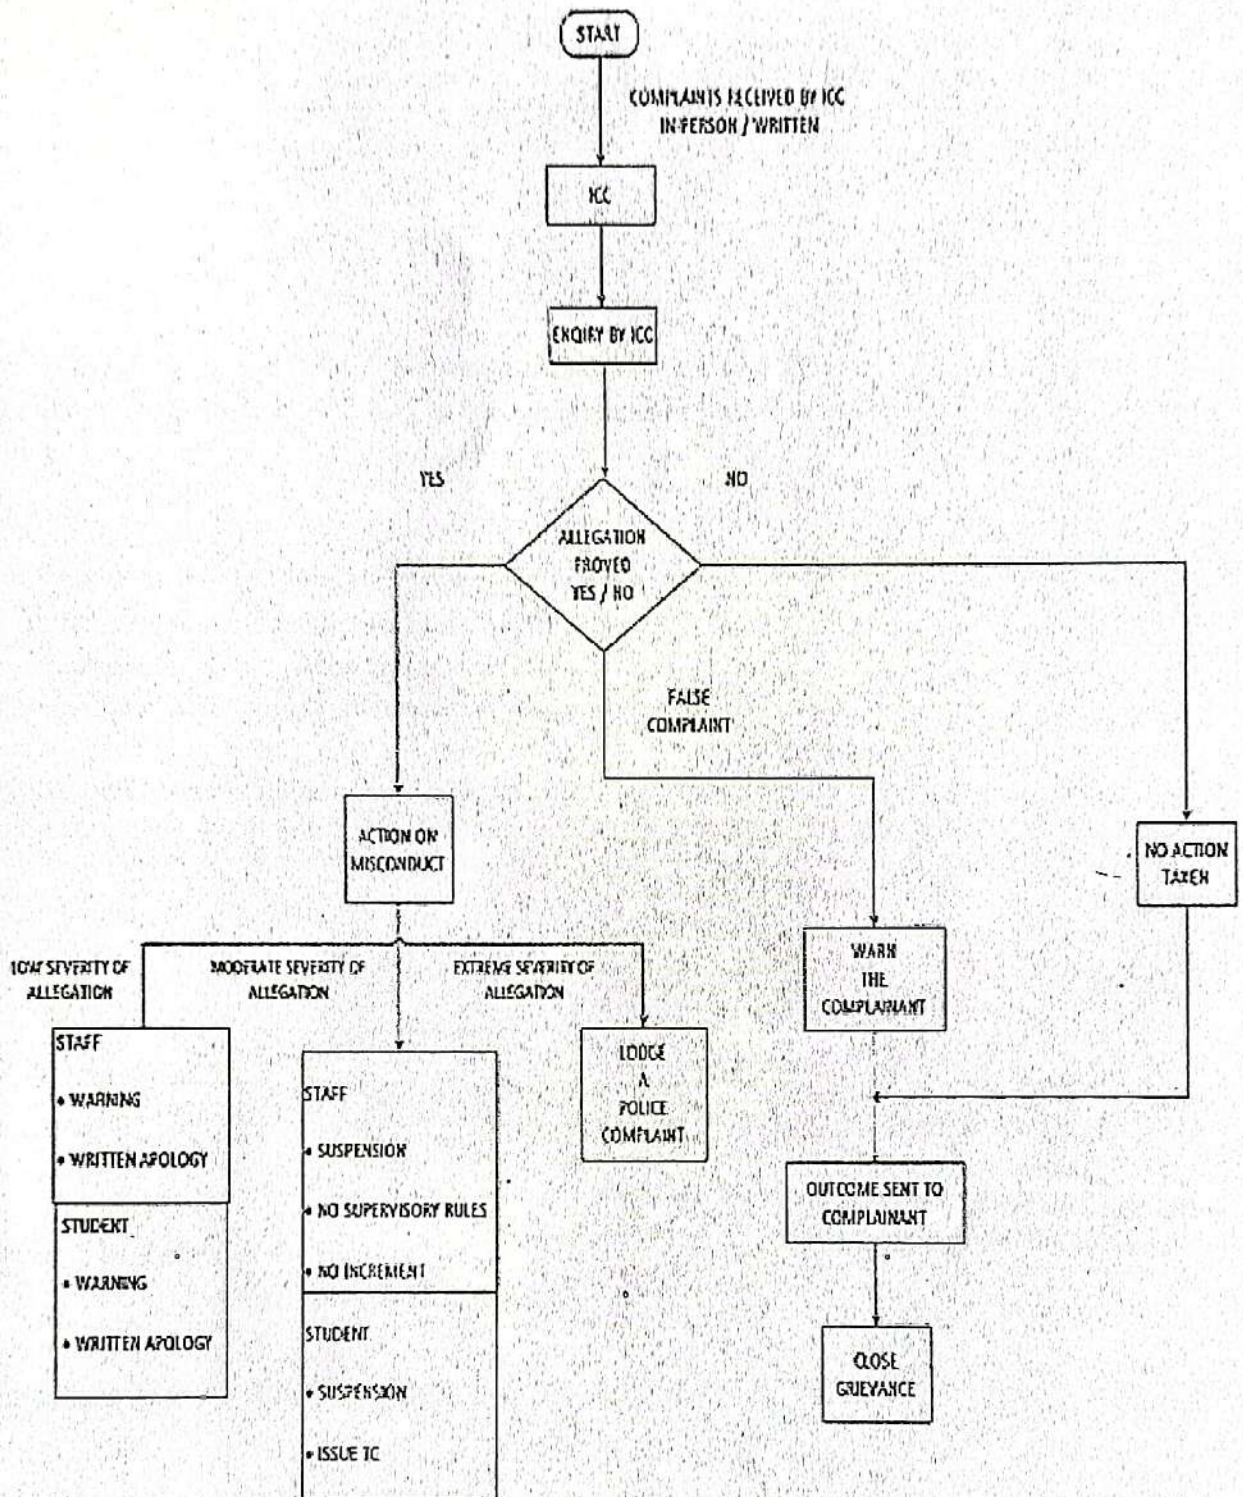 START
COMPLAINTS RECEIVED BY ICC
IN-PERSON / WRITTEN
ICC
ENQIRY BY ICC
YES
NO
ALLEGATION
PROVED
YES / NO
FALSE
COMPLAINT
ACTION ON
MISCONDUCT
NO ACTION
TAKEN
WARN
THE
COMPLAINANT
LOW SEVERITY OF
ALLEGATION
MODERATE SEVERITY OF
ALLEGATION
EXTREME SEVERITY OF
ALLEGATION
STAFF
• WARNING
• WRITTEN APOLOGY
STUDENT
• WARNING
• WRITTEN APOLOGY
STAFF
• SUSPENSION
• NO SUPERVISORY RULES
• NO INCREMENT
STUDENT
• SUSPENSION
• ISSUE TC
LODGE
A
POLICE
COMPLAINT
OUTCOME SENT TO
COMPLAINANT
CLOSE
GRIEVANCE